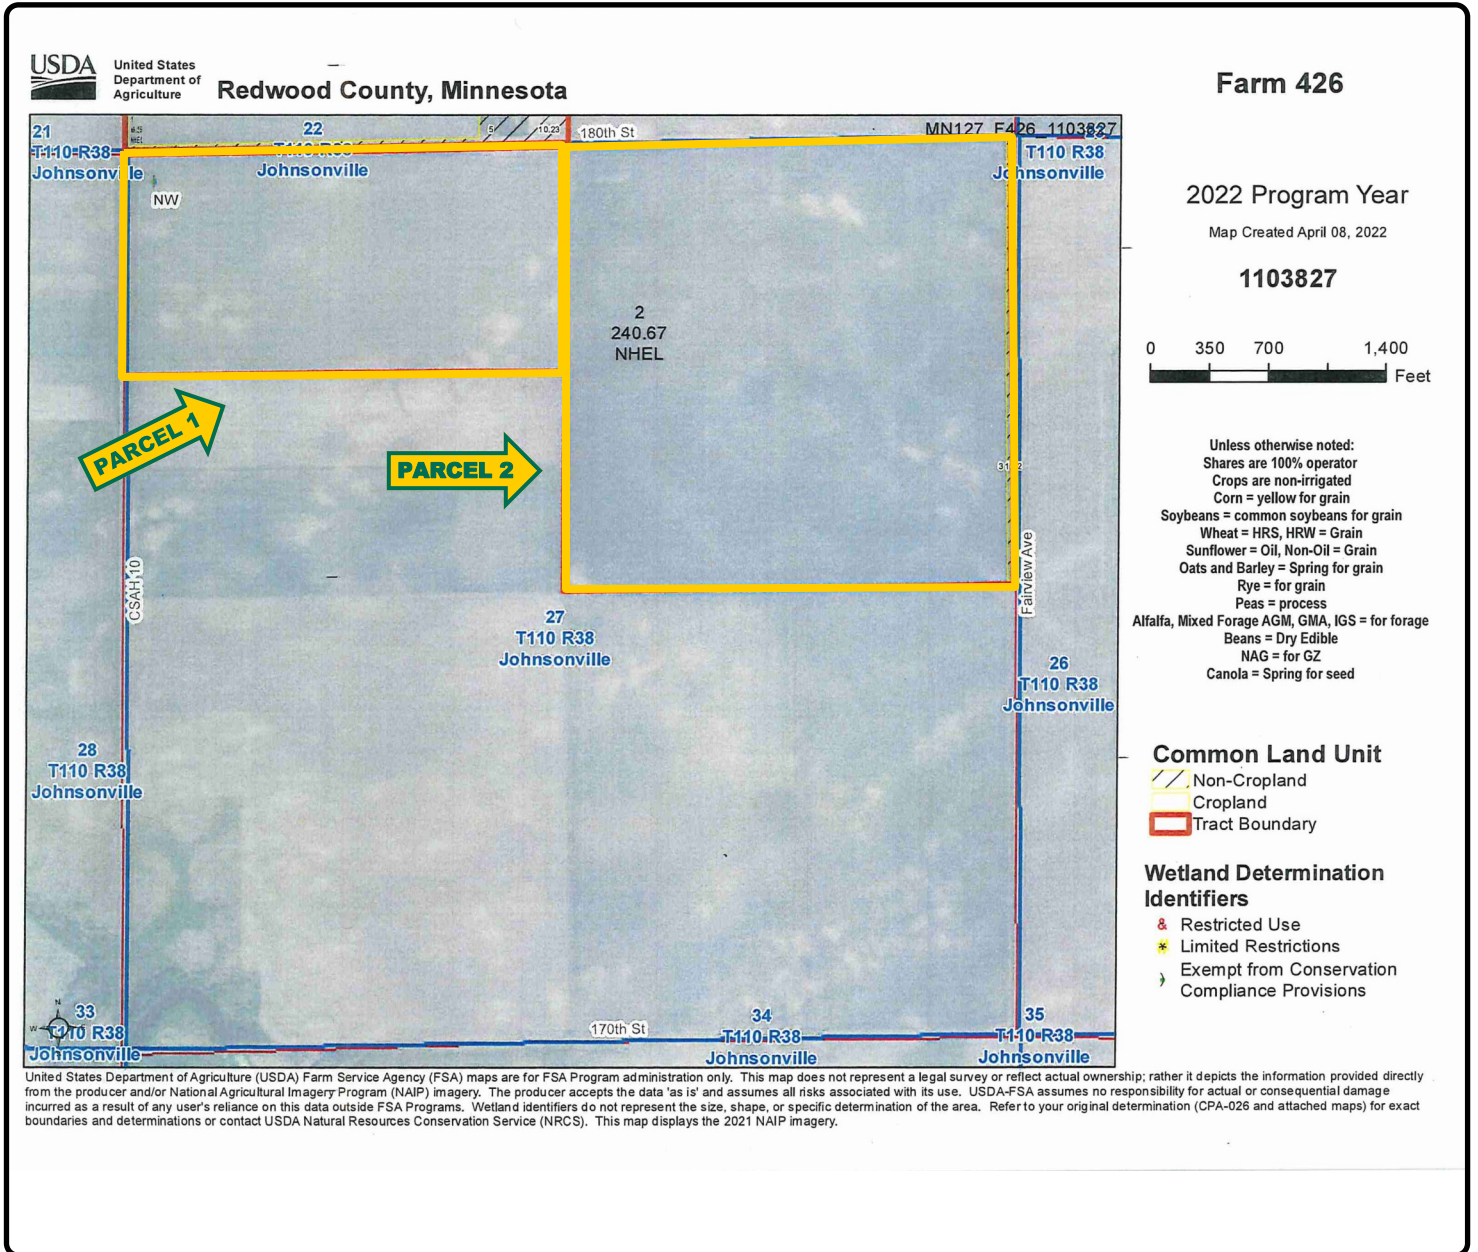 USDA
United States
Department of
Agriculture
Redwood County, Minnesota
Farm 426
21
T110 R38
Johnsonville
22
Johnsonville
5
10.23
NHEL
180th St
MN127_F426_1103827
T110 R38
Johnsonville
NW
2022 Program Year
Map Created April 08, 2022
1103827
0 350 700 1,400
Feet
2
240.67
NHEL
PARCEL 1
PARCEL 2
CSAH 10
Fairview Ave
27
T110 R38
Johnsonville
26
T110 R38
Johnsonville
28
T110 R38
Johnsonville
33
T110 R38
Johnsonville
N
W
170th St
34
T110 R38
Johnsonville
35
T110 R38
Johnsonville
Unless otherwise noted:
Shares are 100% operator
Crops are non-irrigated
Corn = yellow for grain
Soybeans = common soybeans for grain
Wheat = HRS, HRW = Grain
Sunflower = Oil, Non-Oil = Grain
Oats and Barley = Spring for grain
Rye = for grain
Peas = process
Alfalfa, Mixed Forage AGM, GMA, IGS = for forage
Beans = Dry Edible
NAG = for GZ
Canola = Spring for seed
Common Land Unit
Non-Cropland
Cropland
Tract Boundary
Wetland Determination
Identifiers
Restricted Use
Limited Restrictions
Exempt from Conservation
Compliance Provisions
United States Department of Agriculture (USDA) Farm Service Agency (FSA) maps are for FSA Program administration only. This map does not represent a legal survey or reflect actual ownership; rather it depicts the information provided directly
from the producer and/or National Agricultural Imagery Program (NAIP) imagery. The producer accepts the data 'as is' and assumes all risks associated with its use. USDA-FSA assumes no responsibility for actual or consequential damage
incurred as a result of any user's reliance on this data outside FSA Programs. Wetland identifiers do not represent the size, shape, or specific determination of the area. Refer to your original determination (CPA-026 and attached maps) for exact
boundaries and determinations or contact USDA Natural Resources Conservation Service (NRCS). This map displays the 2021 NAIP imagery.